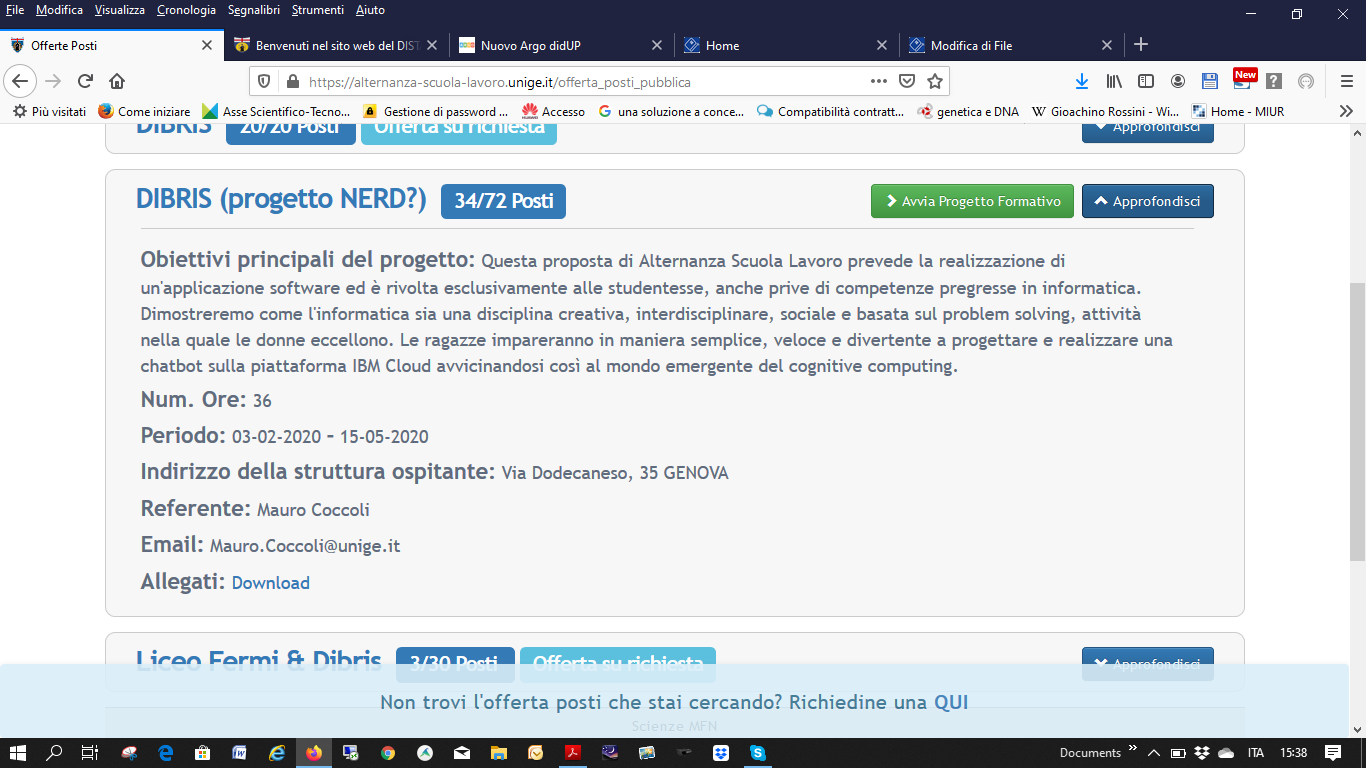 File Modifica Visualizza Cronologia Segnalibri Strumenti Aiuto
Offerte Posti
Benvenuti nel sito web del DIST
Nuovo Argo didUP
Home
Modifica di File
https://alternanza-scuola-lavoro.unige.it/offerta_posti_pubblica
New
Più visitati Come iniziare Asse Scientifico-Tecno... Gestione di password ... Accesso una soluzione a conce... Compatibilità contratt... genetica e DNA Gioachino Rossini - Wi... Home - MIUR
DIBRIS 20/20 Posti Offerta su richiesta Approfondisci
DIBRIS (progetto NERD?) 34/72 Posti Avvia Progetto Formativo Approfondisci
Obiettivi principali del progetto: Questa proposta di Alternanza Scuola Lavoro prevede la realizzazione di
un'applicazione software ed è rivolta esclusivamente alle studentesse, anche prive di competenze pregresse in informatica.
Dimostreremo come l'informatica sia una disciplina creativa, interdisciplinare, sociale e basata sul problem solving, attività
nella quale le donne eccellono. Le ragazze impareranno in maniera semplice, veloce e divertente a progettare e realizzare una
chatbot sulla piattaforma IBM Cloud avvicinandosi così al mondo emergente del cognitive computing.
Num. Ore: 36
Periodo: 03-02-2020 - 15-05-2020
Indirizzo della struttura ospitante: Via Dodecaneso, 35 GENOVA
Referente: Mauro Coccoli
Email: Mauro.Coccoli@unige.it
Allegati: Download
Liceo Fermi & Dibris 3/30 Posti Offerta su richiesta Approfondisci
Non trovi l'offerta posti che stai cercando? Richiedine una QUI
Scienze MFN
Documents ITA 15:38